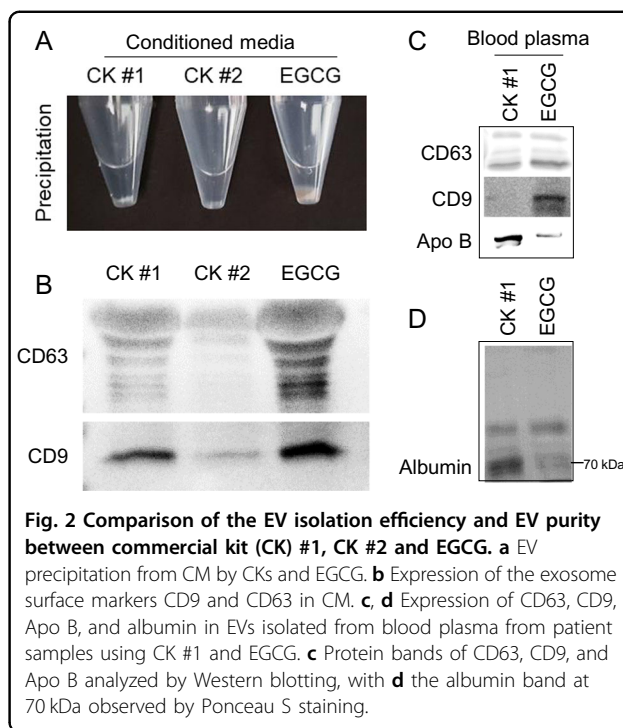 A
Conditioned media
CK #1 CK #2 EGCG
Precipitation
B
CK #1 CK #2 EGCG
CD63
CD9
C
Blood plasma
CK #1 EGCG
CD63
CD9
Apo B
D
CK #1 EGCG
Albumin 70 kDa
Fig. 2 Comparison of the EV isolation efficiency and EV purity
between commercial kit (CK) #1, CK #2 and EGCG. a EV
precipitation from CM by CKs and EGCG. b Expression of the exosome
surface markers CD9 and CD63 in CM. c, d Expression of CD63, CD9,
Apo B, and albumin in EVs isolated from blood plasma from patient
samples using CK #1 and EGCG. c Protein bands of CD63, CD9, and
Apo B analyzed by Western blotting, with d the albumin band at
70 kDa observed by Ponceau S staining.